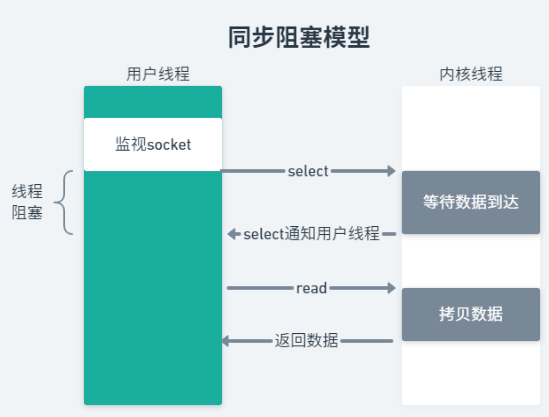 同步阻塞模型
用户线程
内核线程
监视socket
select
线程
阻塞
等待数据到达
select通知用户线程
read
拷贝数据
返回数据